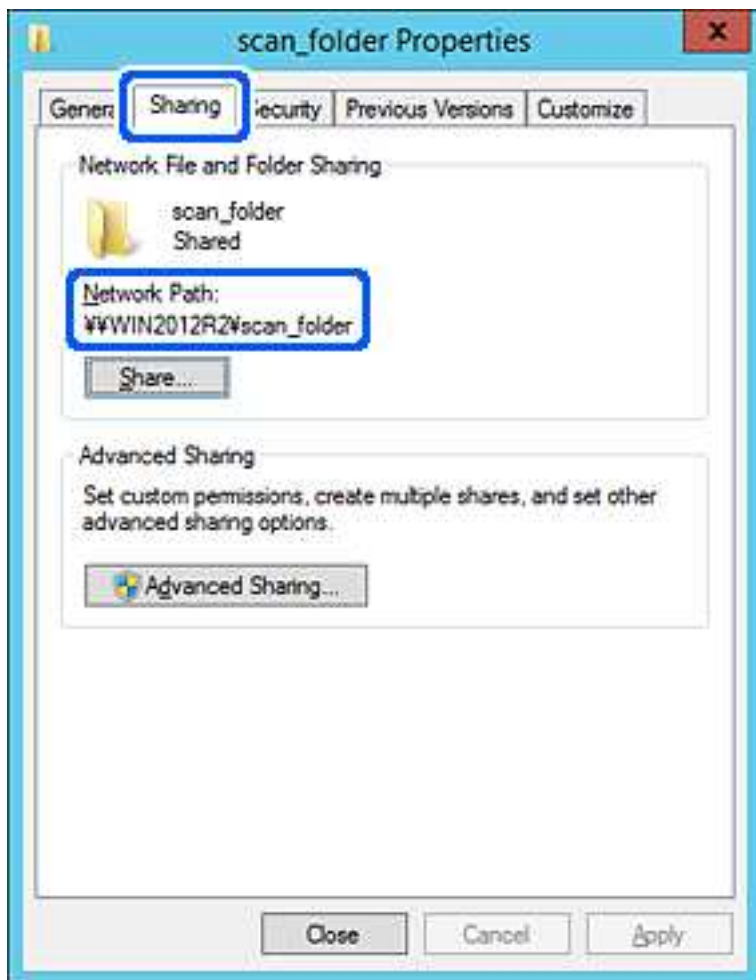 scan_folder Properties
Genera Sharing ecurity Previous Versions Customize
Network File and Folder Sharing
scan_folder
Shared
Network Path:
¥¥WIN2012R2¥scan_folder
Share...
Advanced Sharing
Set custom permissions, create multiple shares, and set other
advanced sharing options.
Advanced Sharing...
Close Cancel Apply